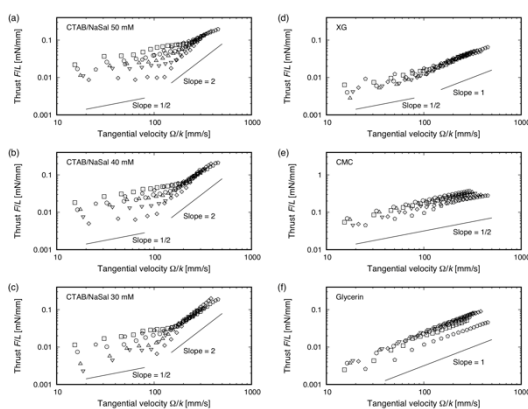 (a)
CTAB/NaSal 50 mM
Thrust F/L [mN/mm]
0.1
0.01
0.001
Slope = 1/2
Slope = 2
10
100
1000
Tangential velocity Ω/k [mm/s]
(b)
CTAB/NaSal 40 mM
Thrust F/L [mN/mm]
0.1
0.01
0.001
Slope = 1/2
Slope = 2
10
100
1000
Tangential velocity Ω/k [mm/s]
(c)
CTAB/NaSal 30 mM
Thrust F/L [mN/mm]
0.1
0.01
0.001
Slope = 1/2
Slope = 2
10
100
1000
Tangential velocity Ω/k [mm/s]
(d)
XG
Thrust F/L [mN/mm]
0.1
0.01
0.001
Slope = 1/2
Slope = 1
10
100
1000
Tangential velocity Ω/k [mm/s]
(e)
CMC
Thrust F/L [mN/mm]
1
0.1
0.01
Slope = 1/2
10
100
1000
Tangential velocity Ω/k [mm/s]
(f)
Glycerin
Thrust F/L [mN/mm]
0.1
0.01
0.001
Slope = 1
10
100
1000
Tangential velocity Ω/k [mm/s]